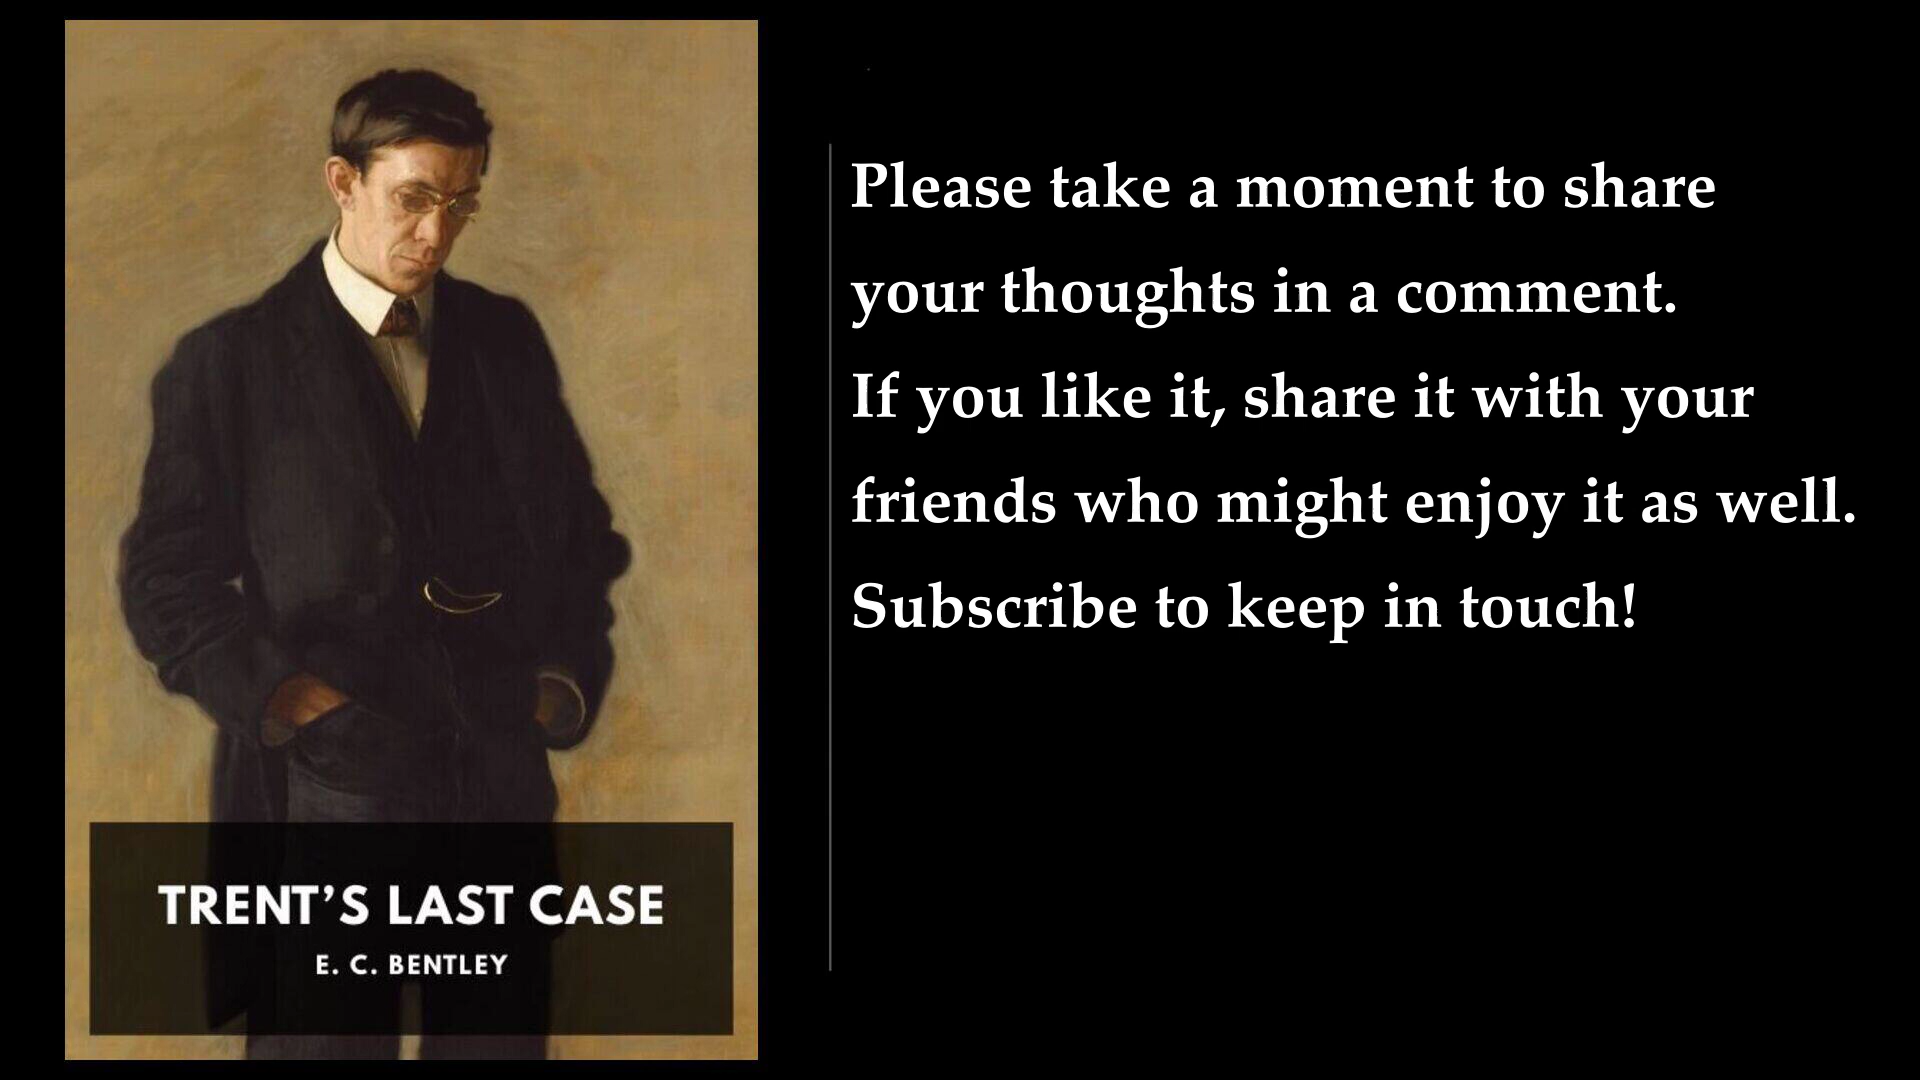 TRENT’S LAST CASE
E. C. BENTLEY
Please take a moment to share
your thoughts in a comment.
If you like it, share it with your
friends who might enjoy it as well.
Subscribe to keep in touch!